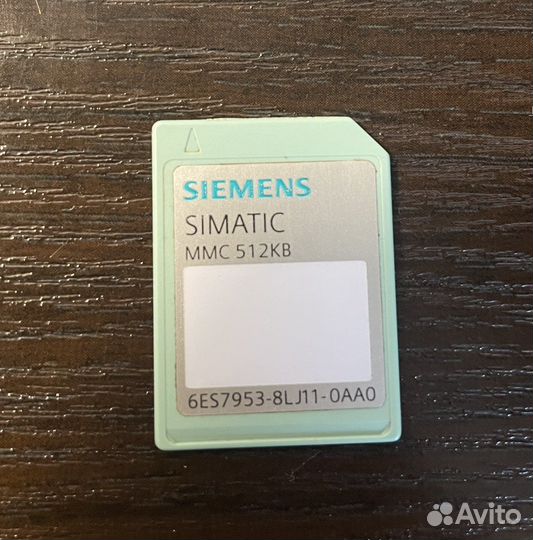 SIEMENS
SIMATIC
MMC 512KB
6ES7953-8LJ11-0AA0
Avito